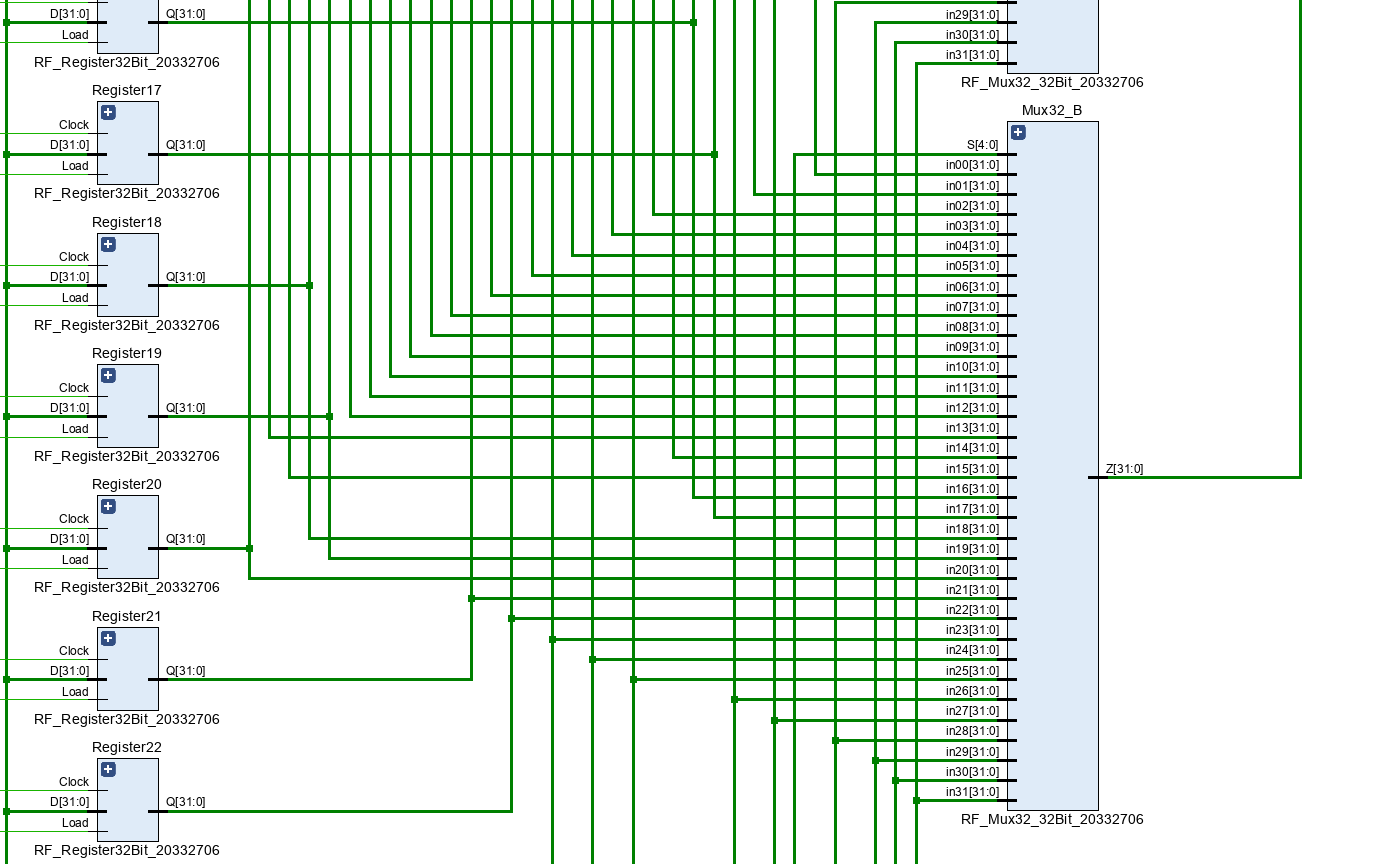 D[31:0]
Q[31:0]
Load
RF_Register32Bit_20332706
Register17
Clock
D[31:0]
Q[31:0]
Load
RF_Register32Bit_20332706
Register18
Clock
D[31:0]
Q[31:0]
Load
RF_Register32Bit_20332706
Register19
Clock
D[31:0]
Q[31:0]
Load
RF_Register32Bit_20332706
Register20
Clock
D[31:0]
Q[31:0]
Load
RF_Register32Bit_20332706
Register21
Clock
D[31:0]
Q[31:0]
Load
RF_Register32Bit_20332706
Register22
Clock
D[31:0]
Q[31:0]
Load
RF_Register32Bit_20332706
in29[31:0]
in30[31:0]
in31[31:0]
RF_Mux32_32Bit_20332706
Mux32_B
S[4:0]
in00[31:0]
in01[31:0]
in02[31:0]
in03[31:0]
in04[31:0]
in05[31:0]
in06[31:0]
in07[31:0]
in08[31:0]
in09[31:0]
in10[31:0]
in11[31:0]
in12[31:0]
in13[31:0]
in14[31:0]
in15[31:0]
in16[31:0]
in17[31:0]
in18[31:0]
in19[31:0]
in20[31:0]
in21[31:0]
in22[31:0]
in23[31:0]
in24[31:0]
in25[31:0]
in26[31:0]
in27[31:0]
in28[31:0]
in29[31:0]
in30[31:0]
in31[31:0]
Z[31:0]
RF_Mux32_32Bit_20332706